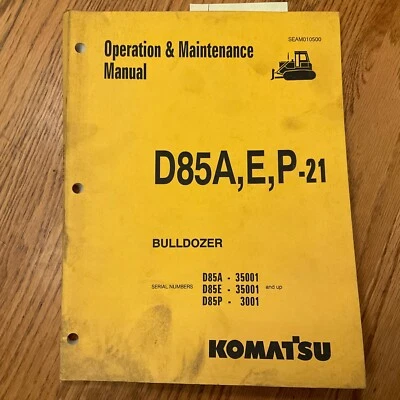 SEAM010500
Operation & Maintenance
Manual
D85A,E,P-21
BULLDOZER
D85A - 35001
SERIAL NUMBERS D85E - 35001 and up
D85P - 3001
KOMATSU